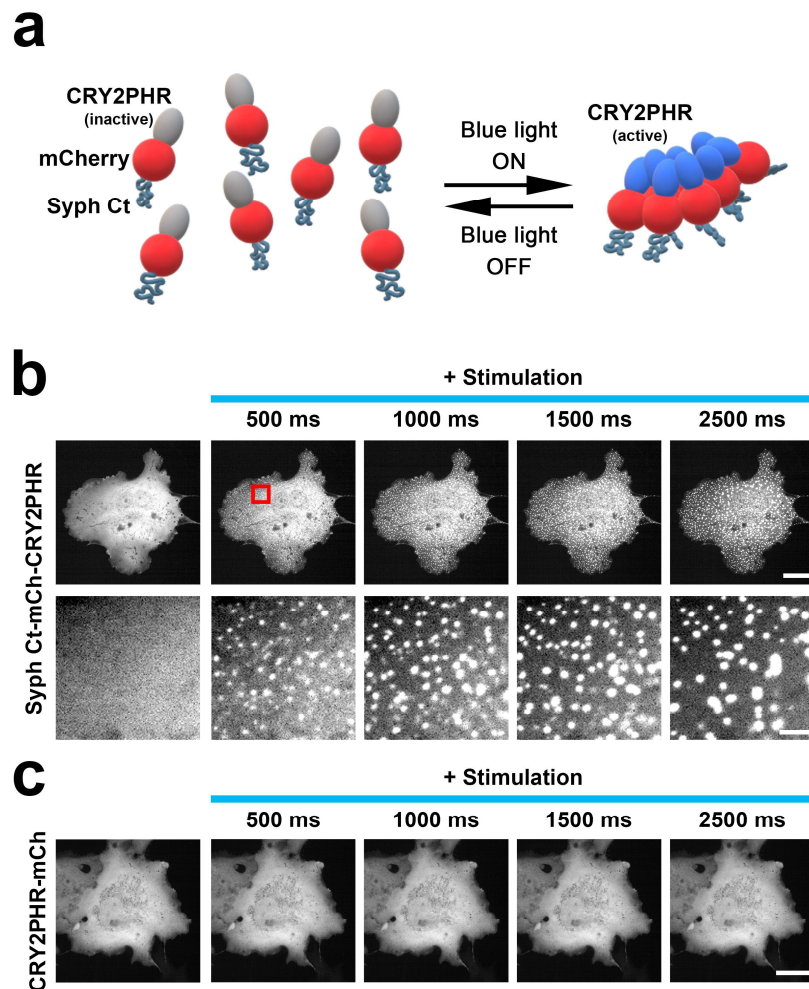 a
CRY2PHR
(inactive)
mCherry
Syph Ct
Blue light
ON
Blue light
OFF
CRY2PHR
(active)
b
+ Stimulation
500 ms
1000 ms
1500 ms
2500 ms
Syph Ct-mCh-CRY2PHR
c
+ Stimulation
500 ms
1000 ms
1500 ms
2500 ms
CRY2PHR-mCh